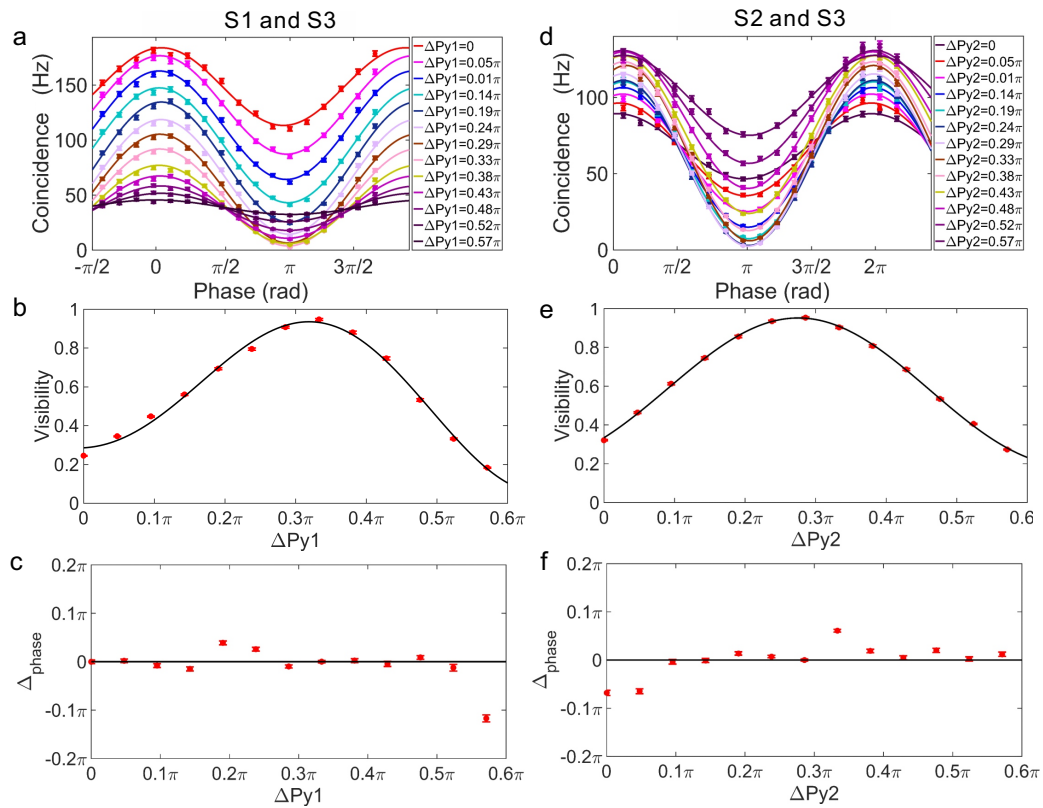 S1 and S3
S2 and S3
a
Coincidence (Hz)
150
100
50
0
-π/2
0
π/2
π
3π/2
Phase (rad)
ΔPy1=0
ΔPy1=0.05π
ΔPy1=0.01π
ΔPy1=0.14π
ΔPy1=0.19π
ΔPy1=0.24π
ΔPy1=0.29π
ΔPy1=0.33π
ΔPy1=0.38π
ΔPy1=0.43π
ΔPy1=0.48π
ΔPy1=0.52π
ΔPy1=0.57π
d
Coincidence (Hz)
100
50
0
0
π/2
π
3π/2
2π
Phase (rad)
ΔPy2=0
ΔPy2=0.05π
ΔPy2=0.01π
ΔPy2=0.14π
ΔPy2=0.19π
ΔPy2=0.24π
ΔPy2=0.29π
ΔPy2=0.33π
ΔPy2=0.38π
ΔPy2=0.43π
ΔPy2=0.48π
ΔPy2=0.52π
ΔPy2=0.57π
b
Visibility
1
0.8
0.6
0.4
0.2
0
0
0.1π
0.2π
0.3π
0.4π
0.5π
0.6π
ΔPy1
e
Visibility
1
0.8
0.6
0.4
0.2
0
0
0.1π
0.2π
0.3π
0.4π
0.5π
0.6
ΔPy2
c
Δphase
0.2π
0.1π
0
-0.1π
-0.2π
0
0.1π
0.2π
0.3π
0.4π
0.5π
0.6π
ΔPy1
f
Δphase
0.2π
0.1π
0
-0.1π
-0.2π
0
0.1π
0.2π
0.3π
0.4π
0.5π
0.6π
ΔPy2